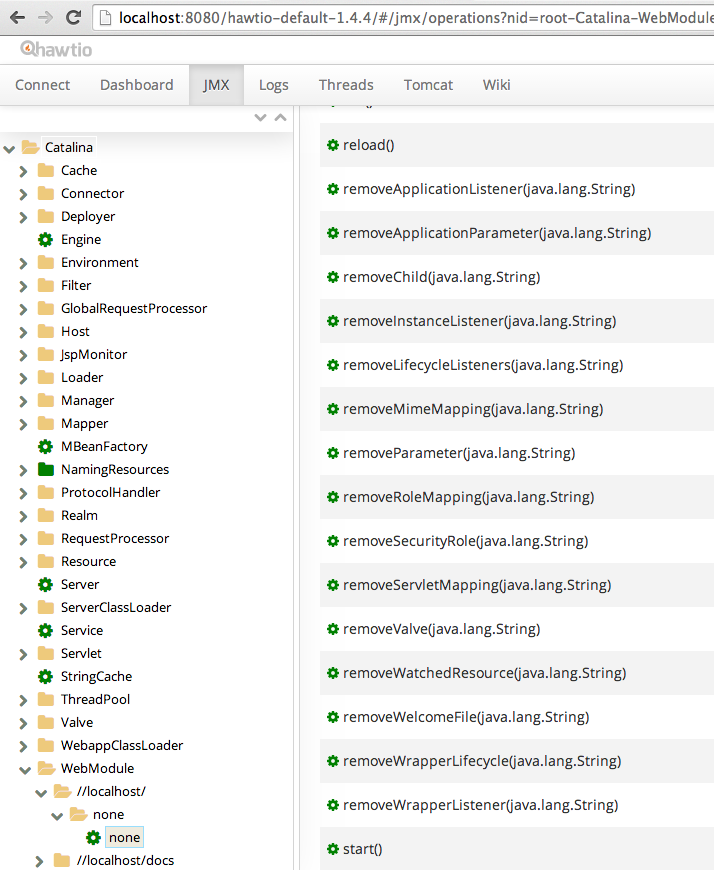 localhost:8080/hawtio-default-1.4.4/#/jmx/operations?nid=root-Catalina-WebModule
hawtio
Connect Dashboard JMX Logs Threads Tomcat Wiki
Catalina
Cache
Connector
Deployer
Engine
Environment
Filter
GlobalRequestProcessor
Host
JspMonitor
Loader
Manager
Mapper
MBeanFactory
NamingResources
ProtocolHandler
Realm
RequestProcessor
Resource
Server
ServerClassLoader
Service
Servlet
StringCache
ThreadPool
Valve
WebappClassLoader
WebModule
//localhost/
none
none
//localhost/docs
reload()
removeApplicationListener(java.lang.String)
removeApplicationParameter(java.lang.String)
removeChild(java.lang.String)
removeInstanceListener(java.lang.String)
removeLifecycleListeners(java.lang.String)
removeMimeMapping(java.lang.String)
removeParameter(java.lang.String)
removeRoleMapping(java.lang.String)
removeSecurityRole(java.lang.String)
removeServletMapping(java.lang.String)
removeValve(java.lang.String)
removeWatchedResource(java.lang.String)
removeWelcomeFile(java.lang.String)
removeWrapperLifecycle(java.lang.String)
removeWrapperListener(java.lang.String)
start()